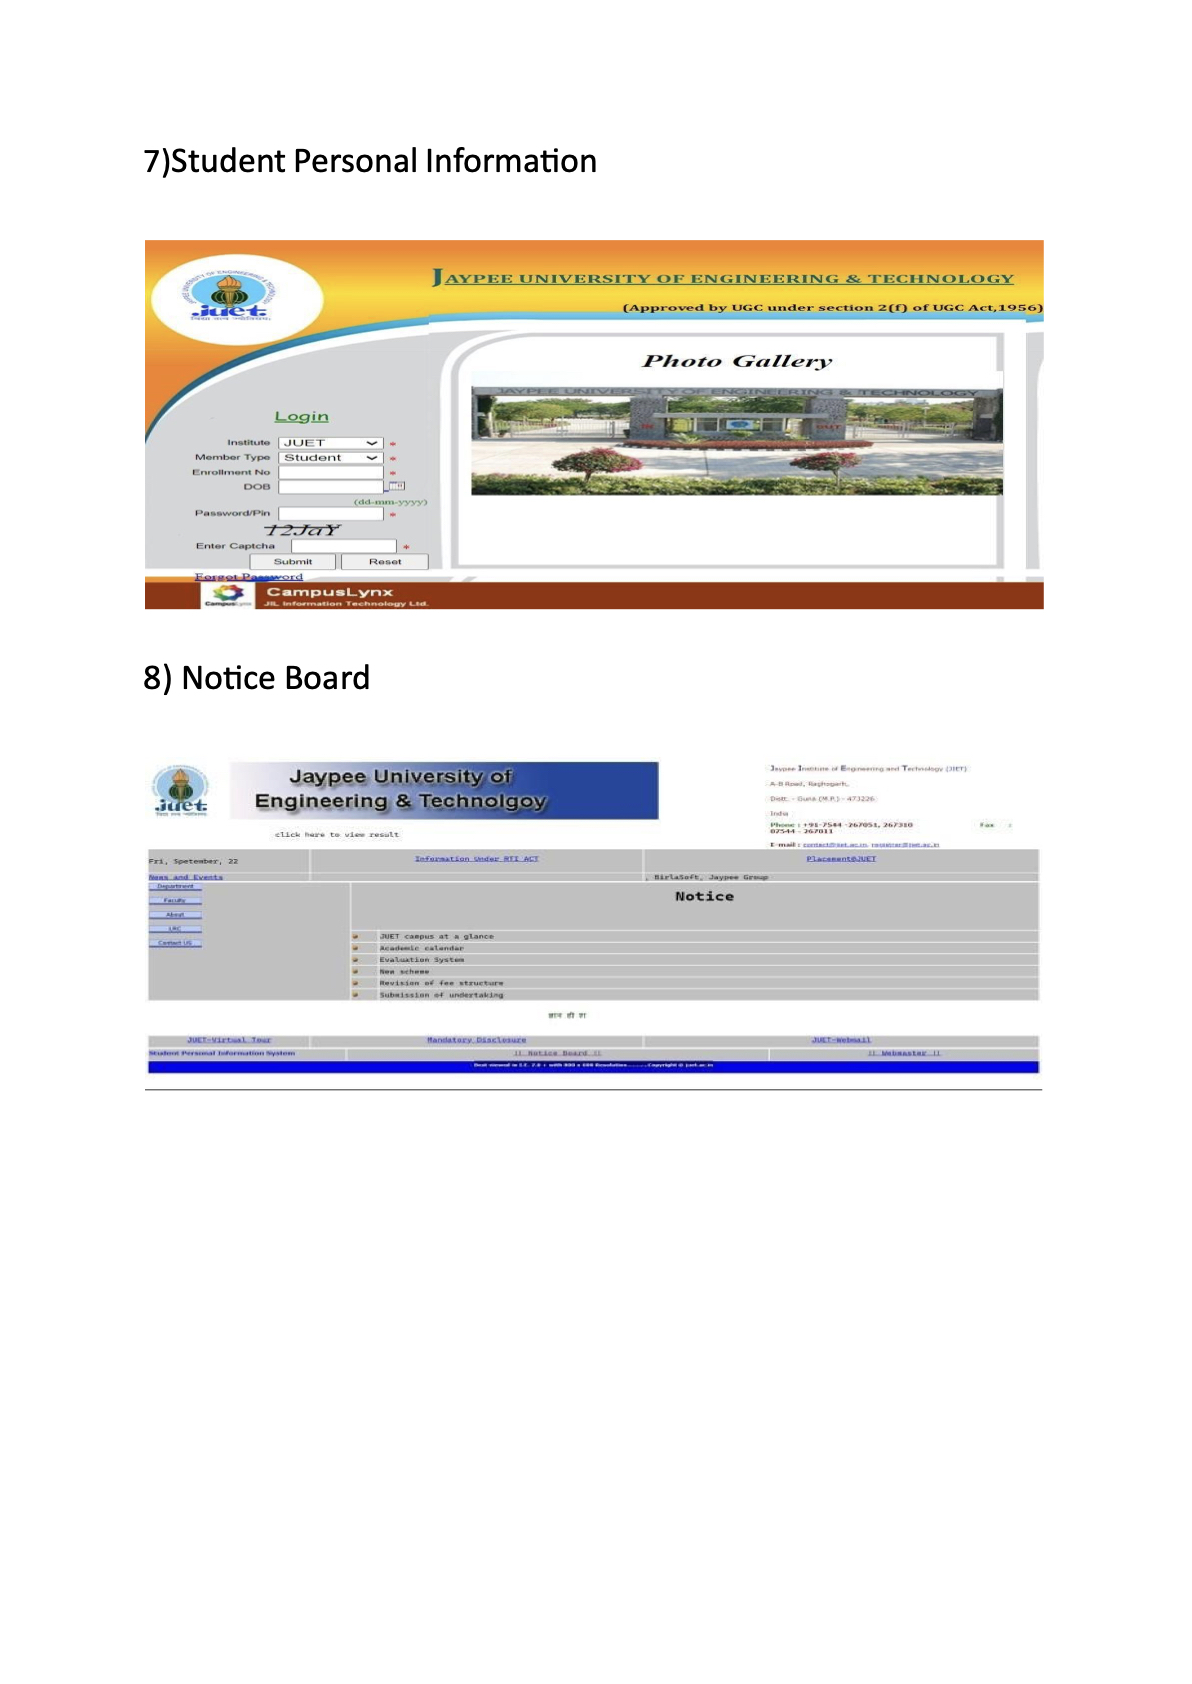 7)Student Personal Information
JUET
JAYPEE UNIVERSITY OF ENGINEERING & TECHNOLOGY
(Approved by UGC under section 2(f) of UGC Act,1956)
Photo Gallery
JAYPEE UNIVERSITY OF ENGINEERING & TECHNOLOGY
IN
OUT
Login
Institute JUET *
Member Type Student *
Enrollment No *
DOB
(dd-mm-yyyy)
Password/Pin *
12JaY
Enter Captcha *
Submit Reset
Forgot Password
CampusLynx
CampusLynx
JIL Information Technology Ltd.
8) Notice Board
juet
Jaypee University of
Engineering & Technolgoy
click here to view result
Jaypee Institute of Engineering and Technology (JIET)
A-B Road, Raghogarh,
Distt. - Guna (M.P.) - 473226
India
Phone : +91-7544 -267051, 267310 Fax :
07544 - 267011
E-mail :
Fri, Spetember, 22 Information Under RTI ACT Placement@JUET
News and Events , BirlaSoft, Jaypee Group
Department
Faculty
About
LRC
Contact US
Notice
JUET campus at a glance
Academic calendar
Evaluation System
New scheme
Revision of fee structure
Submission of undertaking
ज्ञान ही
JUET-Virtual Tour Mandatory Disclosure JUET-Webmail
Student Personal Information System || Notice Board || || Webmaster ||
Best viewed in I.E. 7.0 + with 800 x 600 Resolution.......Copyright @ juet.ac.in